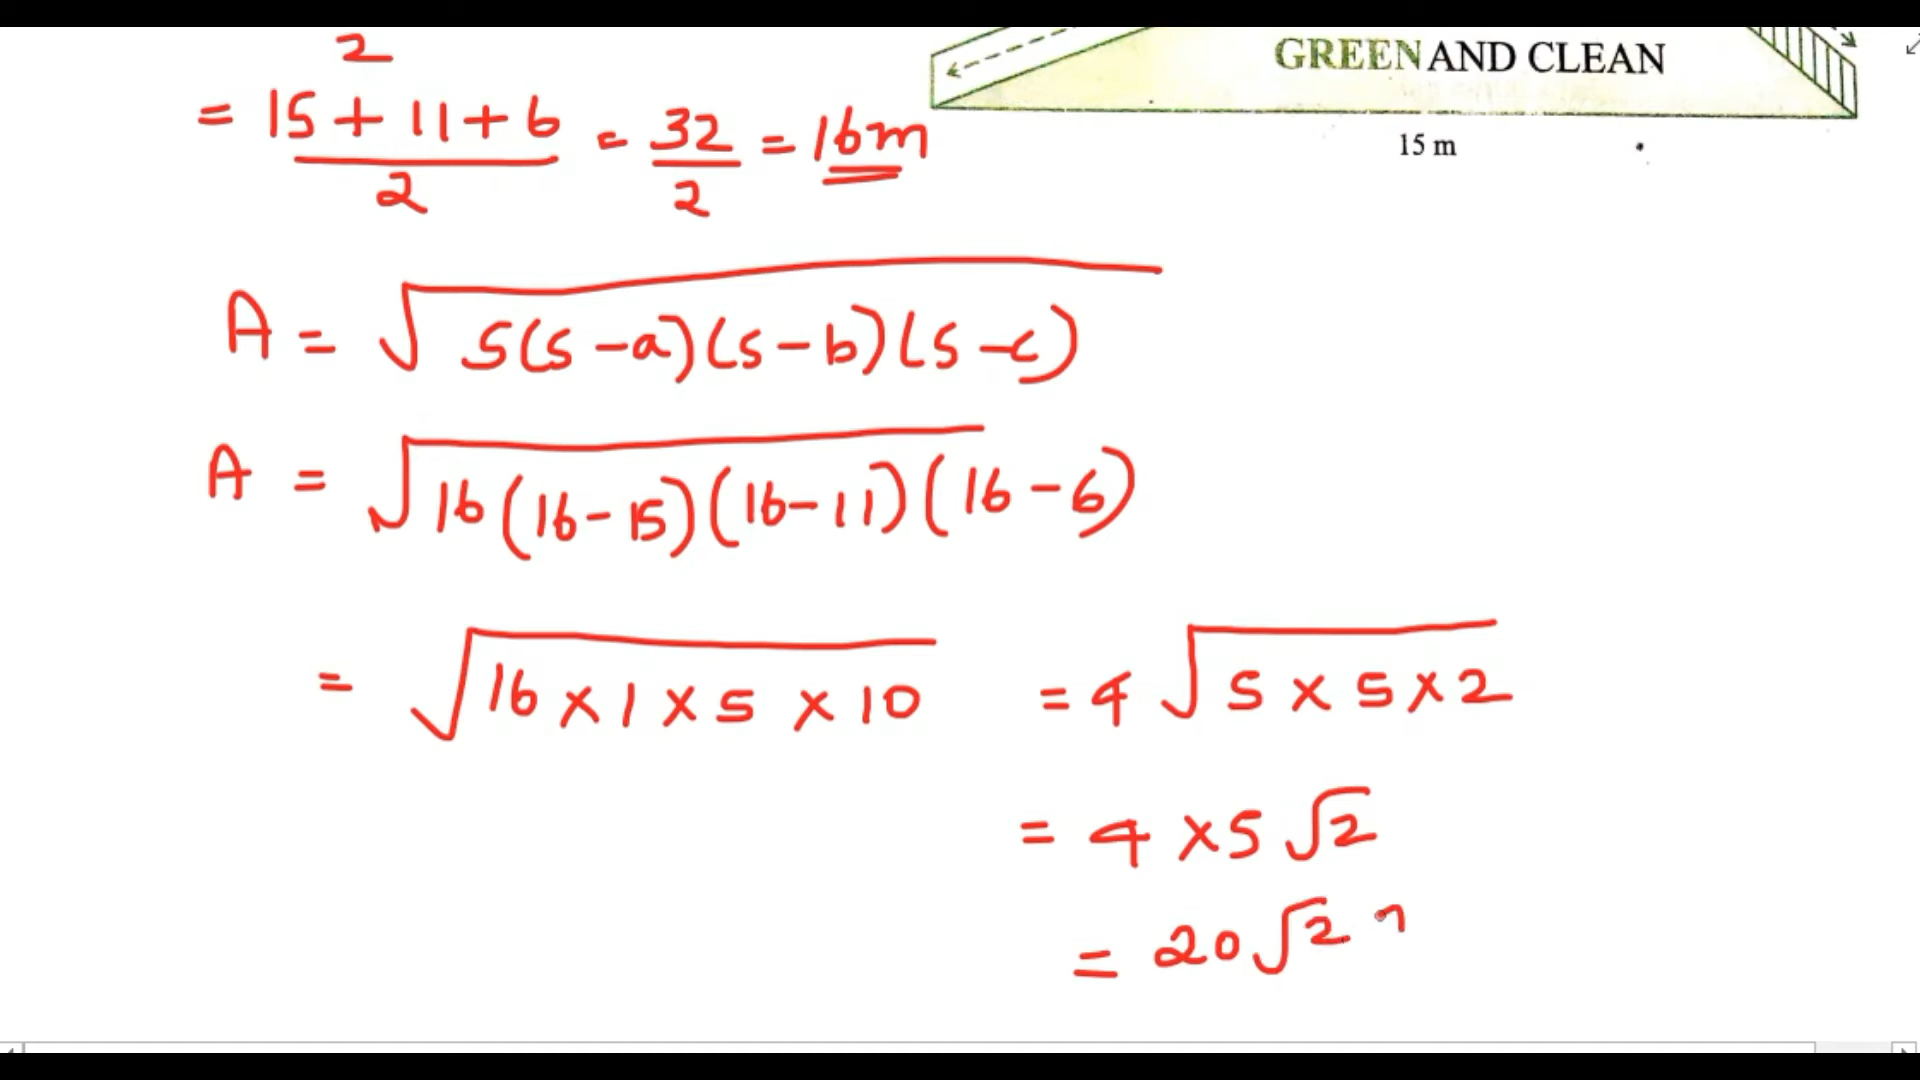 2
GREEN AND CLEAN
= 15 + 11 + 6 / 2 = 32 / 2 = 16m
15 m
A = √ s(s-a)(s-b)(s-c)
A = √ 16(16-15)(16-11)(16-6)
= √ 16 × 1 × 5 × 10 = 4 √ 5 × 5 × 2
= 4 × 5 √2
= 20 √2